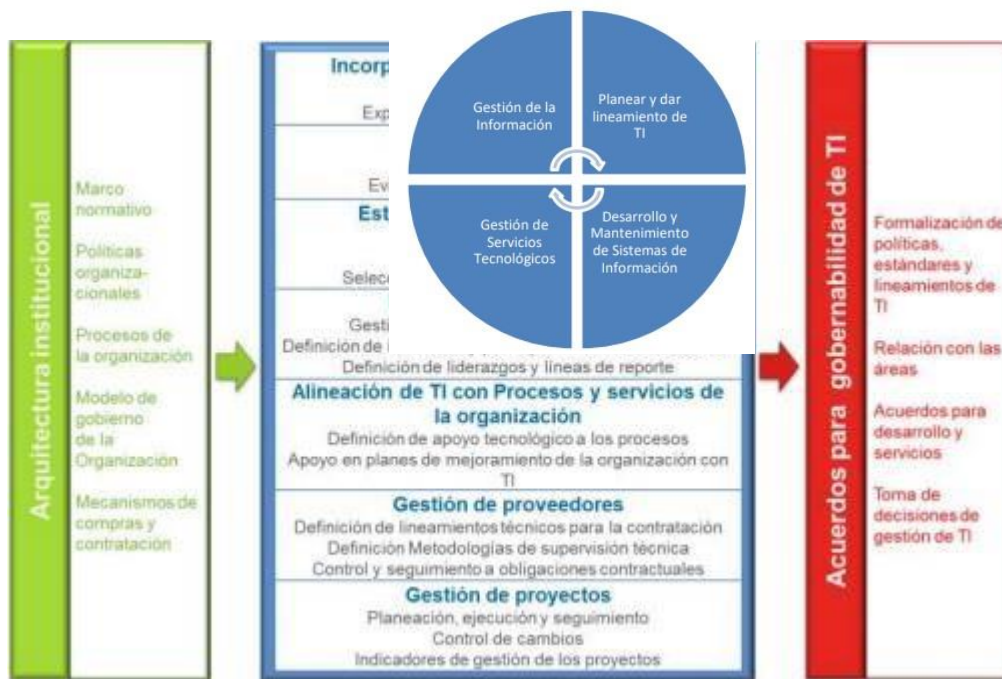 Arquitectura institucional
Marco
normativo
Políticas
organiza-
cionales
Procesos de
la organización
Modelo de
gobierno
de la
Organización
Mecanismos de
compras y
contratación
Incorp
Exp
Ev
Est
Selec
Gesti
Definición de
Definición de liderazgos y líneas de reporte
Alineación de TI con Procesos y servicios de
la organización
Definición de apoyo tecnológico a los procesos
Apoyo en planes de mejoramiento de la organización con
TI
Gestión de proveedores
Definición de lineamientos técnicos para la contratación
Definición Metodologías de supervisión técnica
Control y seguimiento a obligaciones contractuales
Gestión de proyectos
Planeación, ejecución y seguimiento
Control de cambios
Indicadores de gestión de los proyectos
Gestión de la
Información
Planear y dar
lineamiento de
TI
Gestión de
Servicios
Tecnológicos
Desarrollo y
Mantenimiento
de Sistemas de
Información
Acuerdos para gobernabilidad de TI
Formalización de
políticas,
estándares y
lineamientos de
TI
Relación con las
áreas
Acuerdos para
desarrollo y
servicios
Toma de
decisiones de
gestión de TI